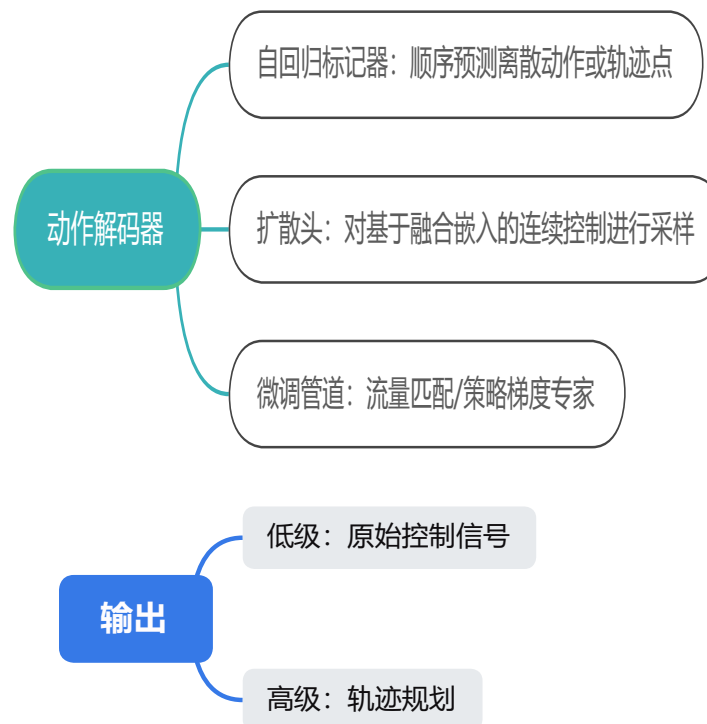 自回归标记器：顺序预测离散动作或轨迹点
动作解码器
扩散头：对基于融合嵌入的连续控制进行采样
微调管道：流量匹配/策略梯度专家
低级：原始控制信号
输出
高级：轨迹规划